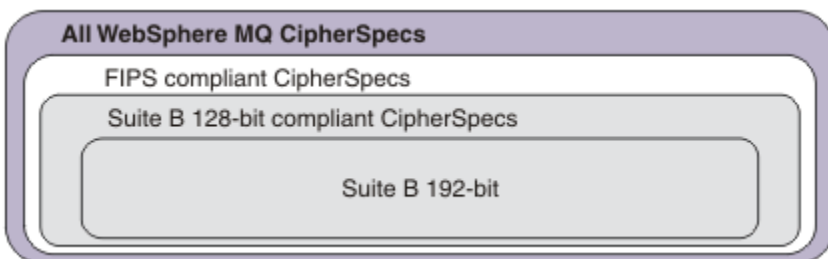 All WebSphere MQ CipherSpecs
FIPS compliant CipherSpecs
Suite B 128-bit compliant CipherSpecs
Suite B 192-bit